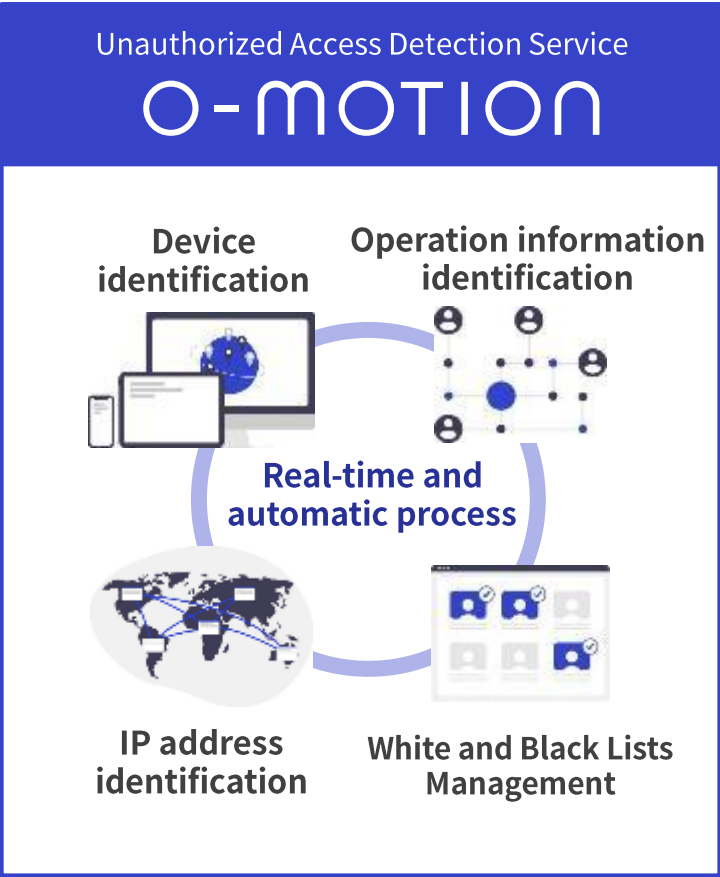 Unauthorized Access Detection Service
O-MOTION
Device
identification
Operation information
identification
Real-time and
automatic process
IP address
identification
White and Black Lists
Management